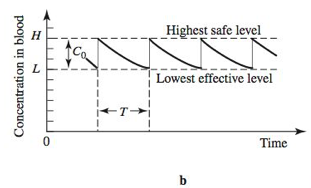 Concentration in blood
H
Highest safe level
C₀
L
Lowest effective level
T
0
Time
b